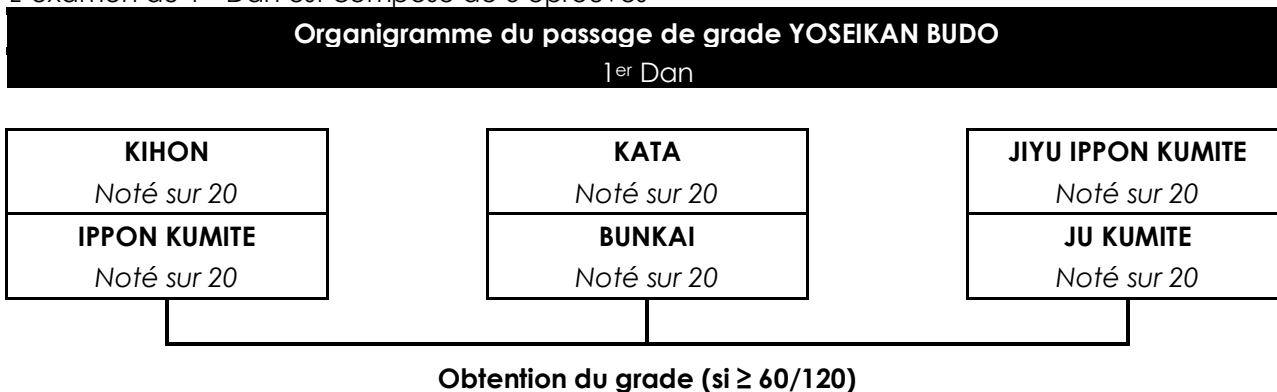 Organigramme du passage de grade YOSEIKAN BUDO
1er Dan
KIHON
Noté sur 20
IPPON KUMITE
Noté sur 20
KATA
Noté sur 20
BUNKAI
Noté sur 20
JIYU IPPON KUMITE
Noté sur 20
JU KUMITE
Noté sur 20
Obtention du grade (si ≥ 60/120)